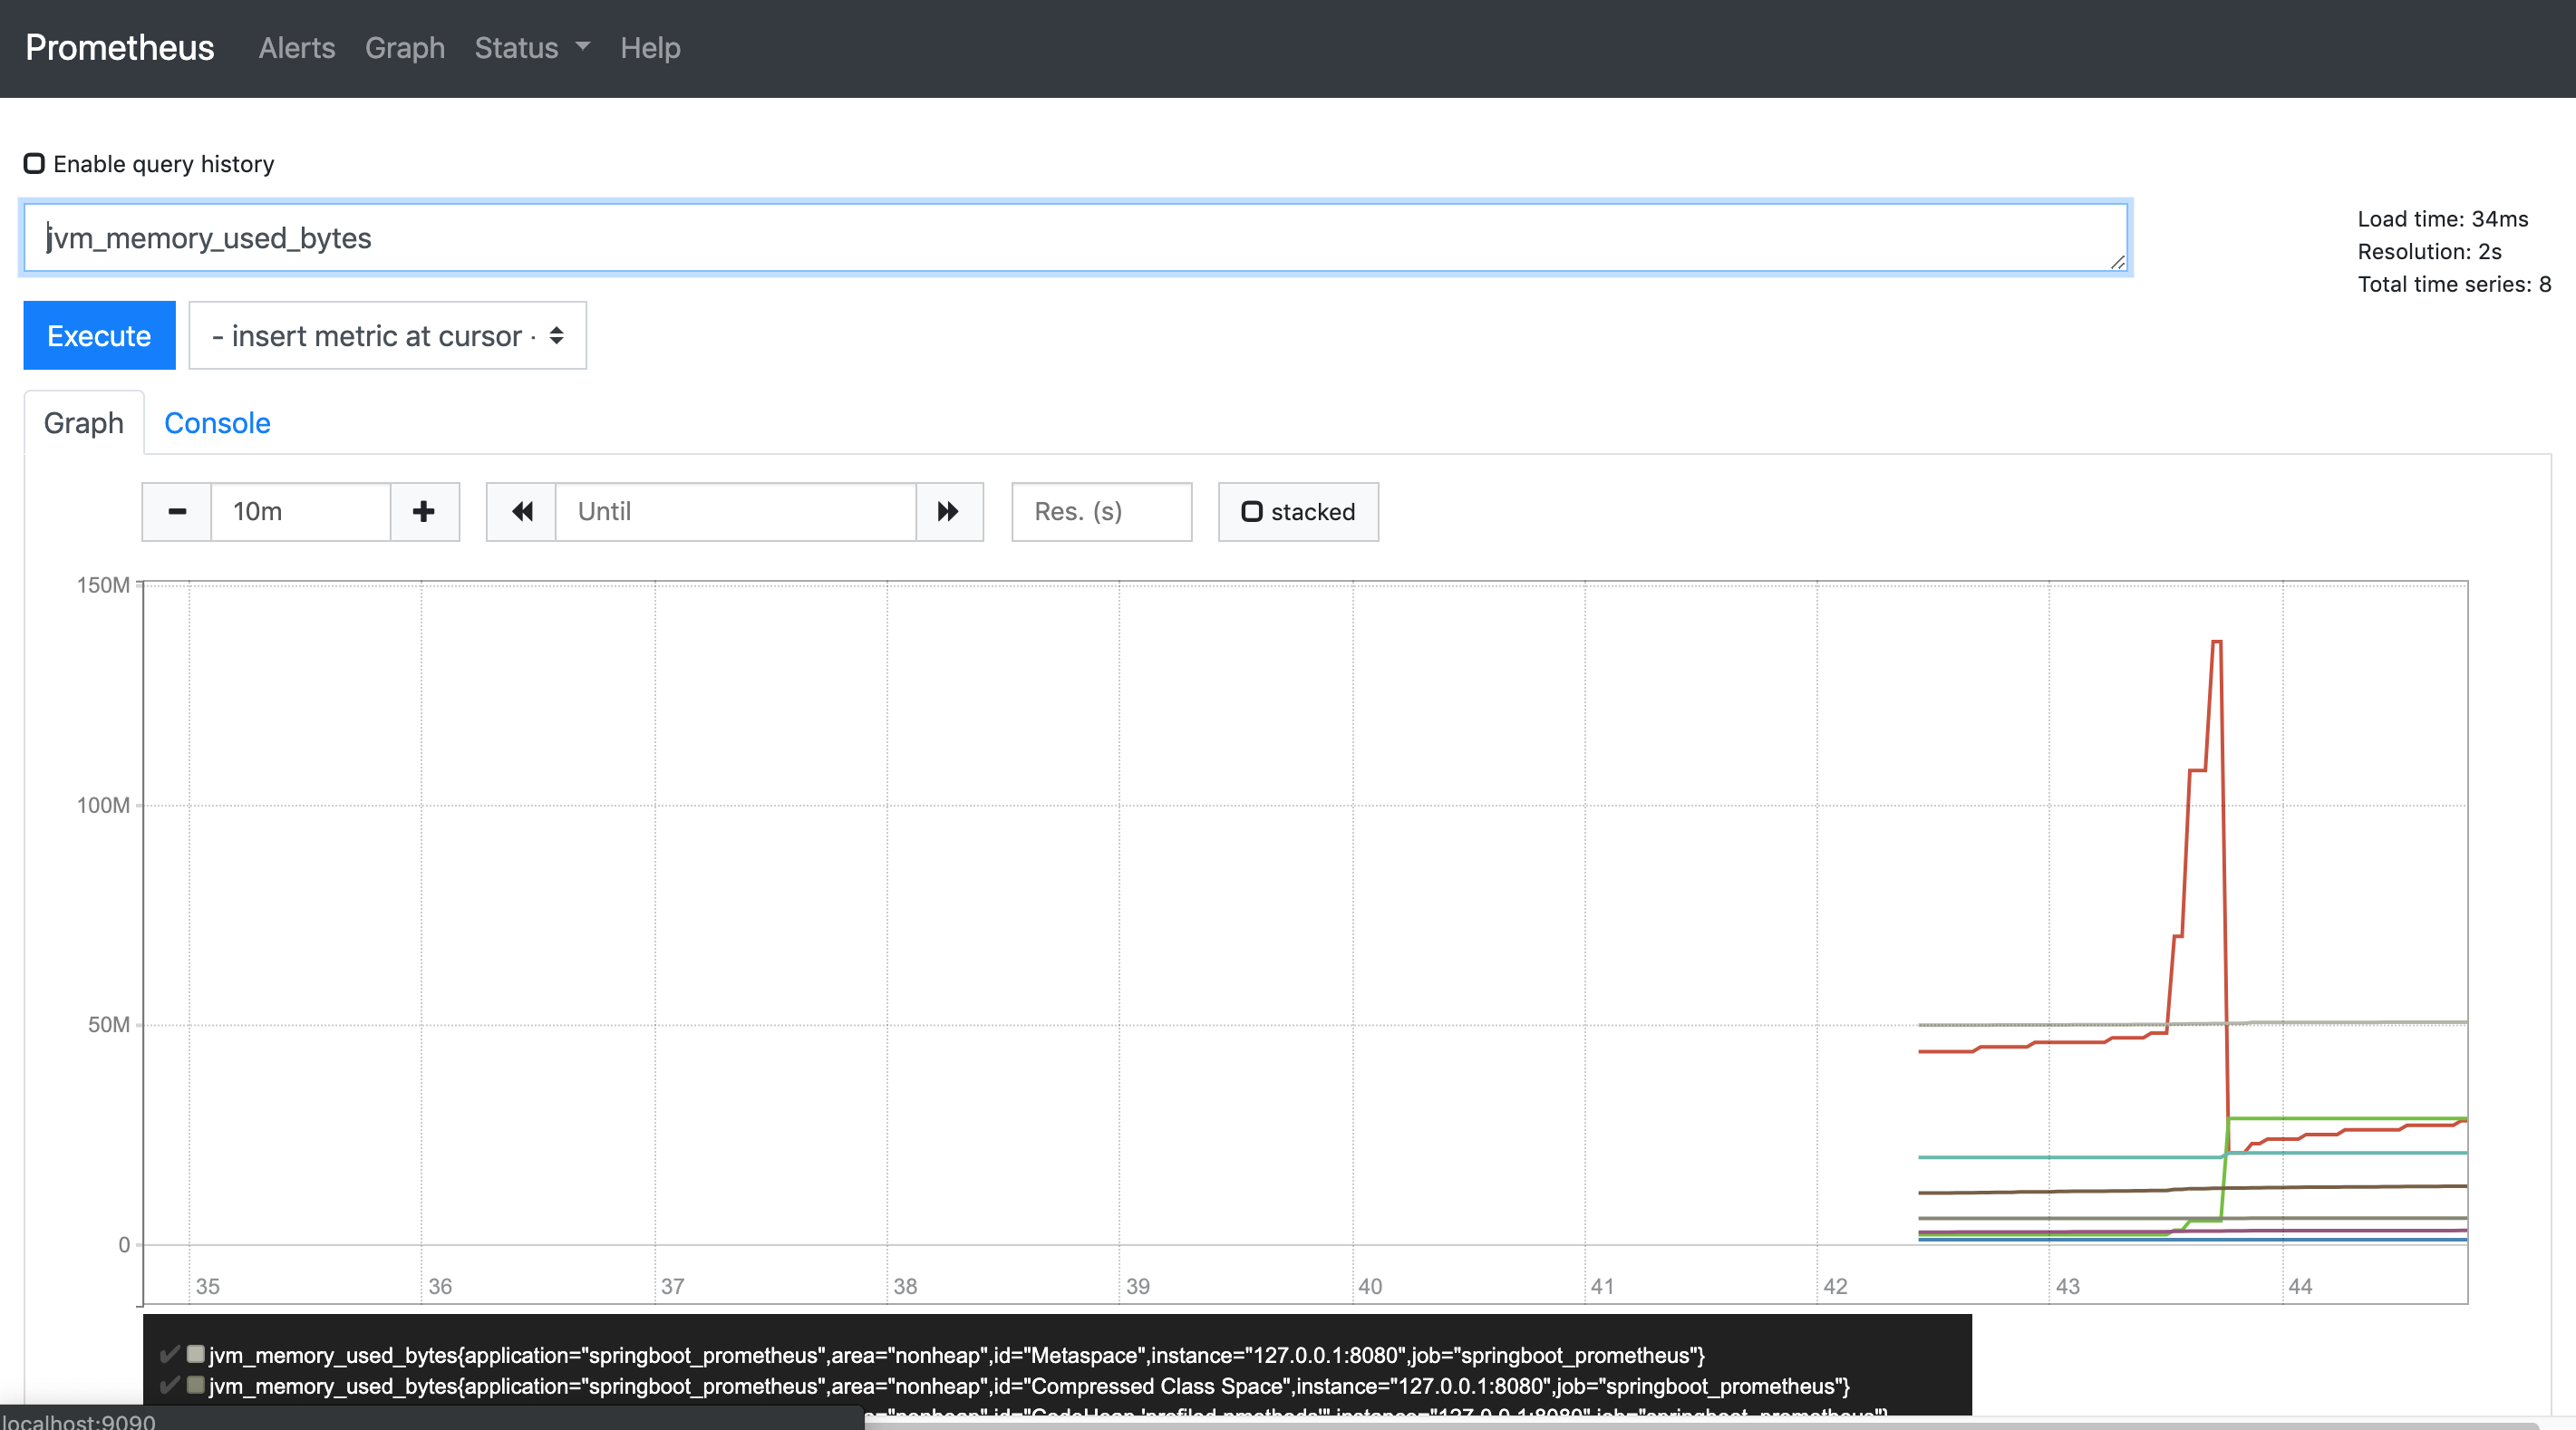 Prometheus Alerts Graph Status Help
Enable query history
jvm_memory_used_bytes
Load time: 34ms
Resolution: 2s
Total time series: 8
Execute - insert metric at cursor -
Graph Console
10m Until Res. (s) stacked
150M
100M
50M
0
35 36 37 38 39 40 41 42 43 44
jvm_memory_used_bytes{application="springboot_prometheus",area="nonheap",id="Metaspace",instance="127.0.0.1:8080",job="springboot_prometheus"}
jvm_memory_used_bytes{application="springboot_prometheus",area="nonheap",id="Compressed Class Space",instance="127.0.0.1:8080",job="springboot_prometheus"}
localhost:9090